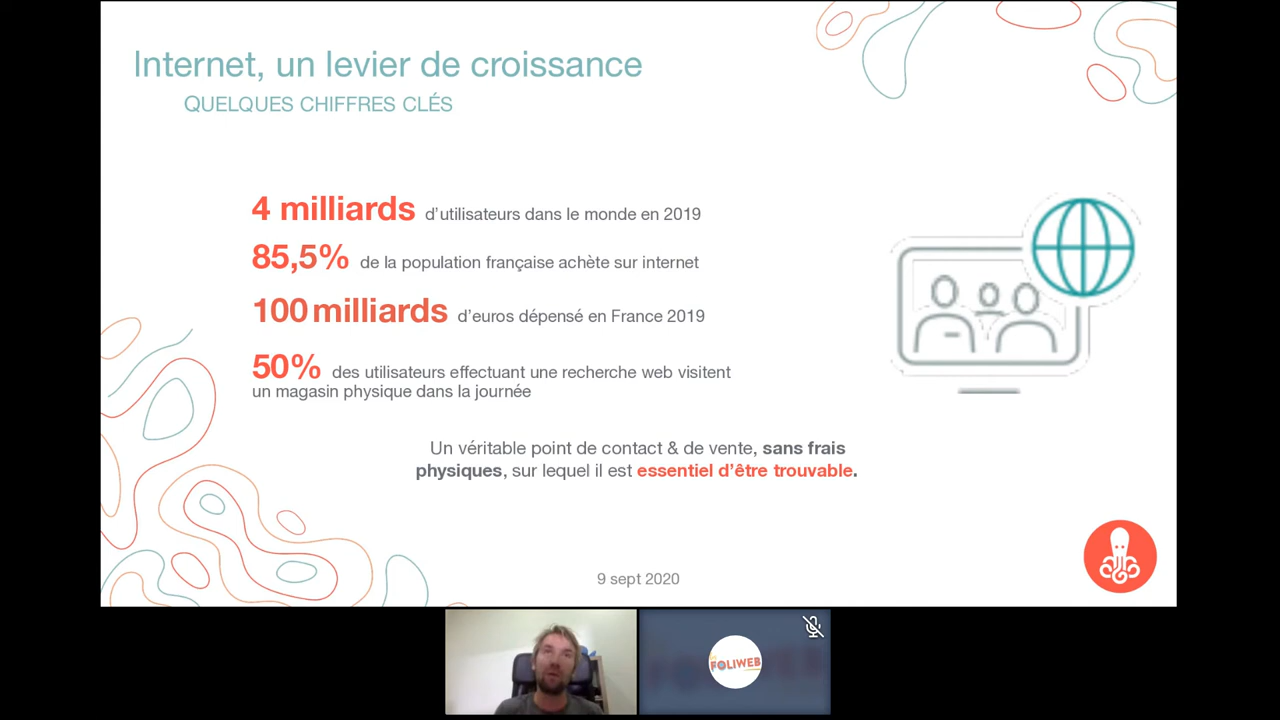 Internet, un levier de croissance
QUELQUES CHIFFRES CLÉS
4 milliards d’utilisateurs dans le monde en 2019
85,5% de la population française achète sur internet
100 milliards d’euros dépensé en France 2019
50% des utilisateurs effectuant une recherche web visitent
un magasin physique dans la journée
Un véritable point de contact & de vente, sans frais
physiques, sur lequel il est essentiel d’être trouvable.
9 sept 2020
FOLIWEB